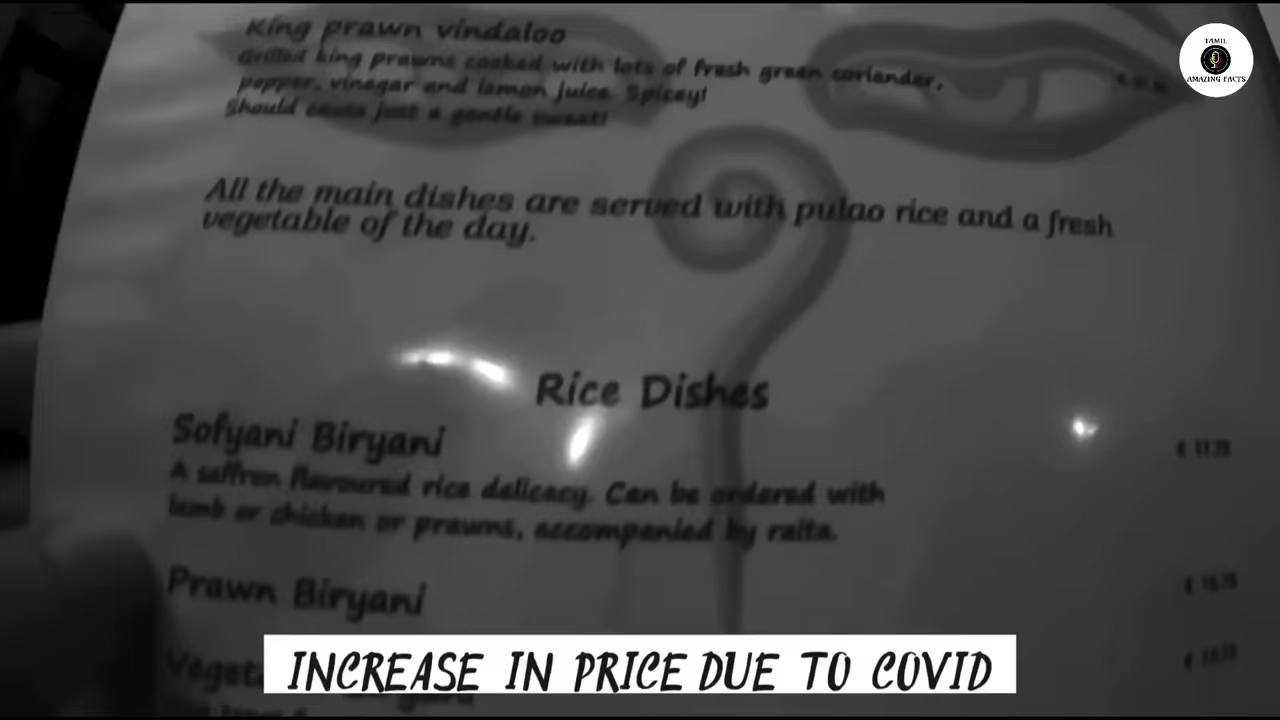 King prawn vindaloo
Grilled king prawns cooked with lots of fresh green coriander,
pepper, vinegar and lemon juice. Spicey!
Should cause just a gentle sweat!
All the main dishes are served with pulao rice and a fresh
vegetable of the day.
Rice Dishes
Sofyani Biryani
A saffron flavoured rice delicacy. Can be ordered with
lamb or chicken or prawns, accompanied by raita.
Prawn Biryani
TAMIL
AMAZING FACTS
INCREASE IN PRICE DUE TO COVID